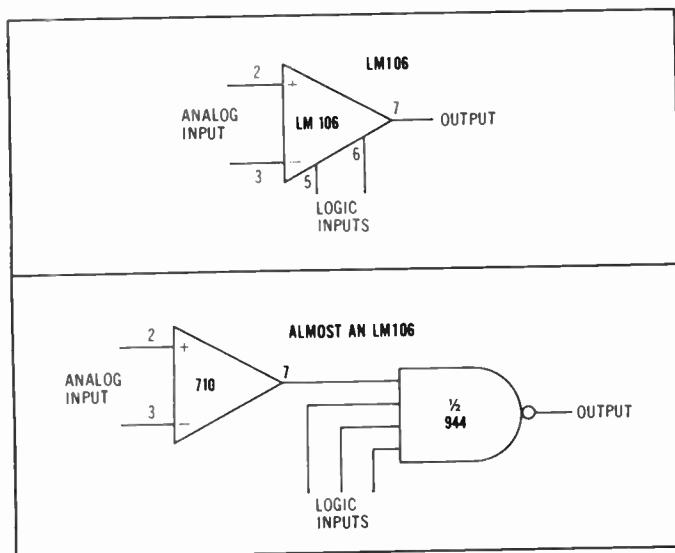 LM106
2
+
ANALOG
INPUT
LM 106
7
OUTPUT
3
−
5
6
LOGIC
INPUTS
ALMOST AN LM106
2
+
ANALOG
INPUT
710
7
3
−
½
944
OUTPUT
LOGIC
INPUTS